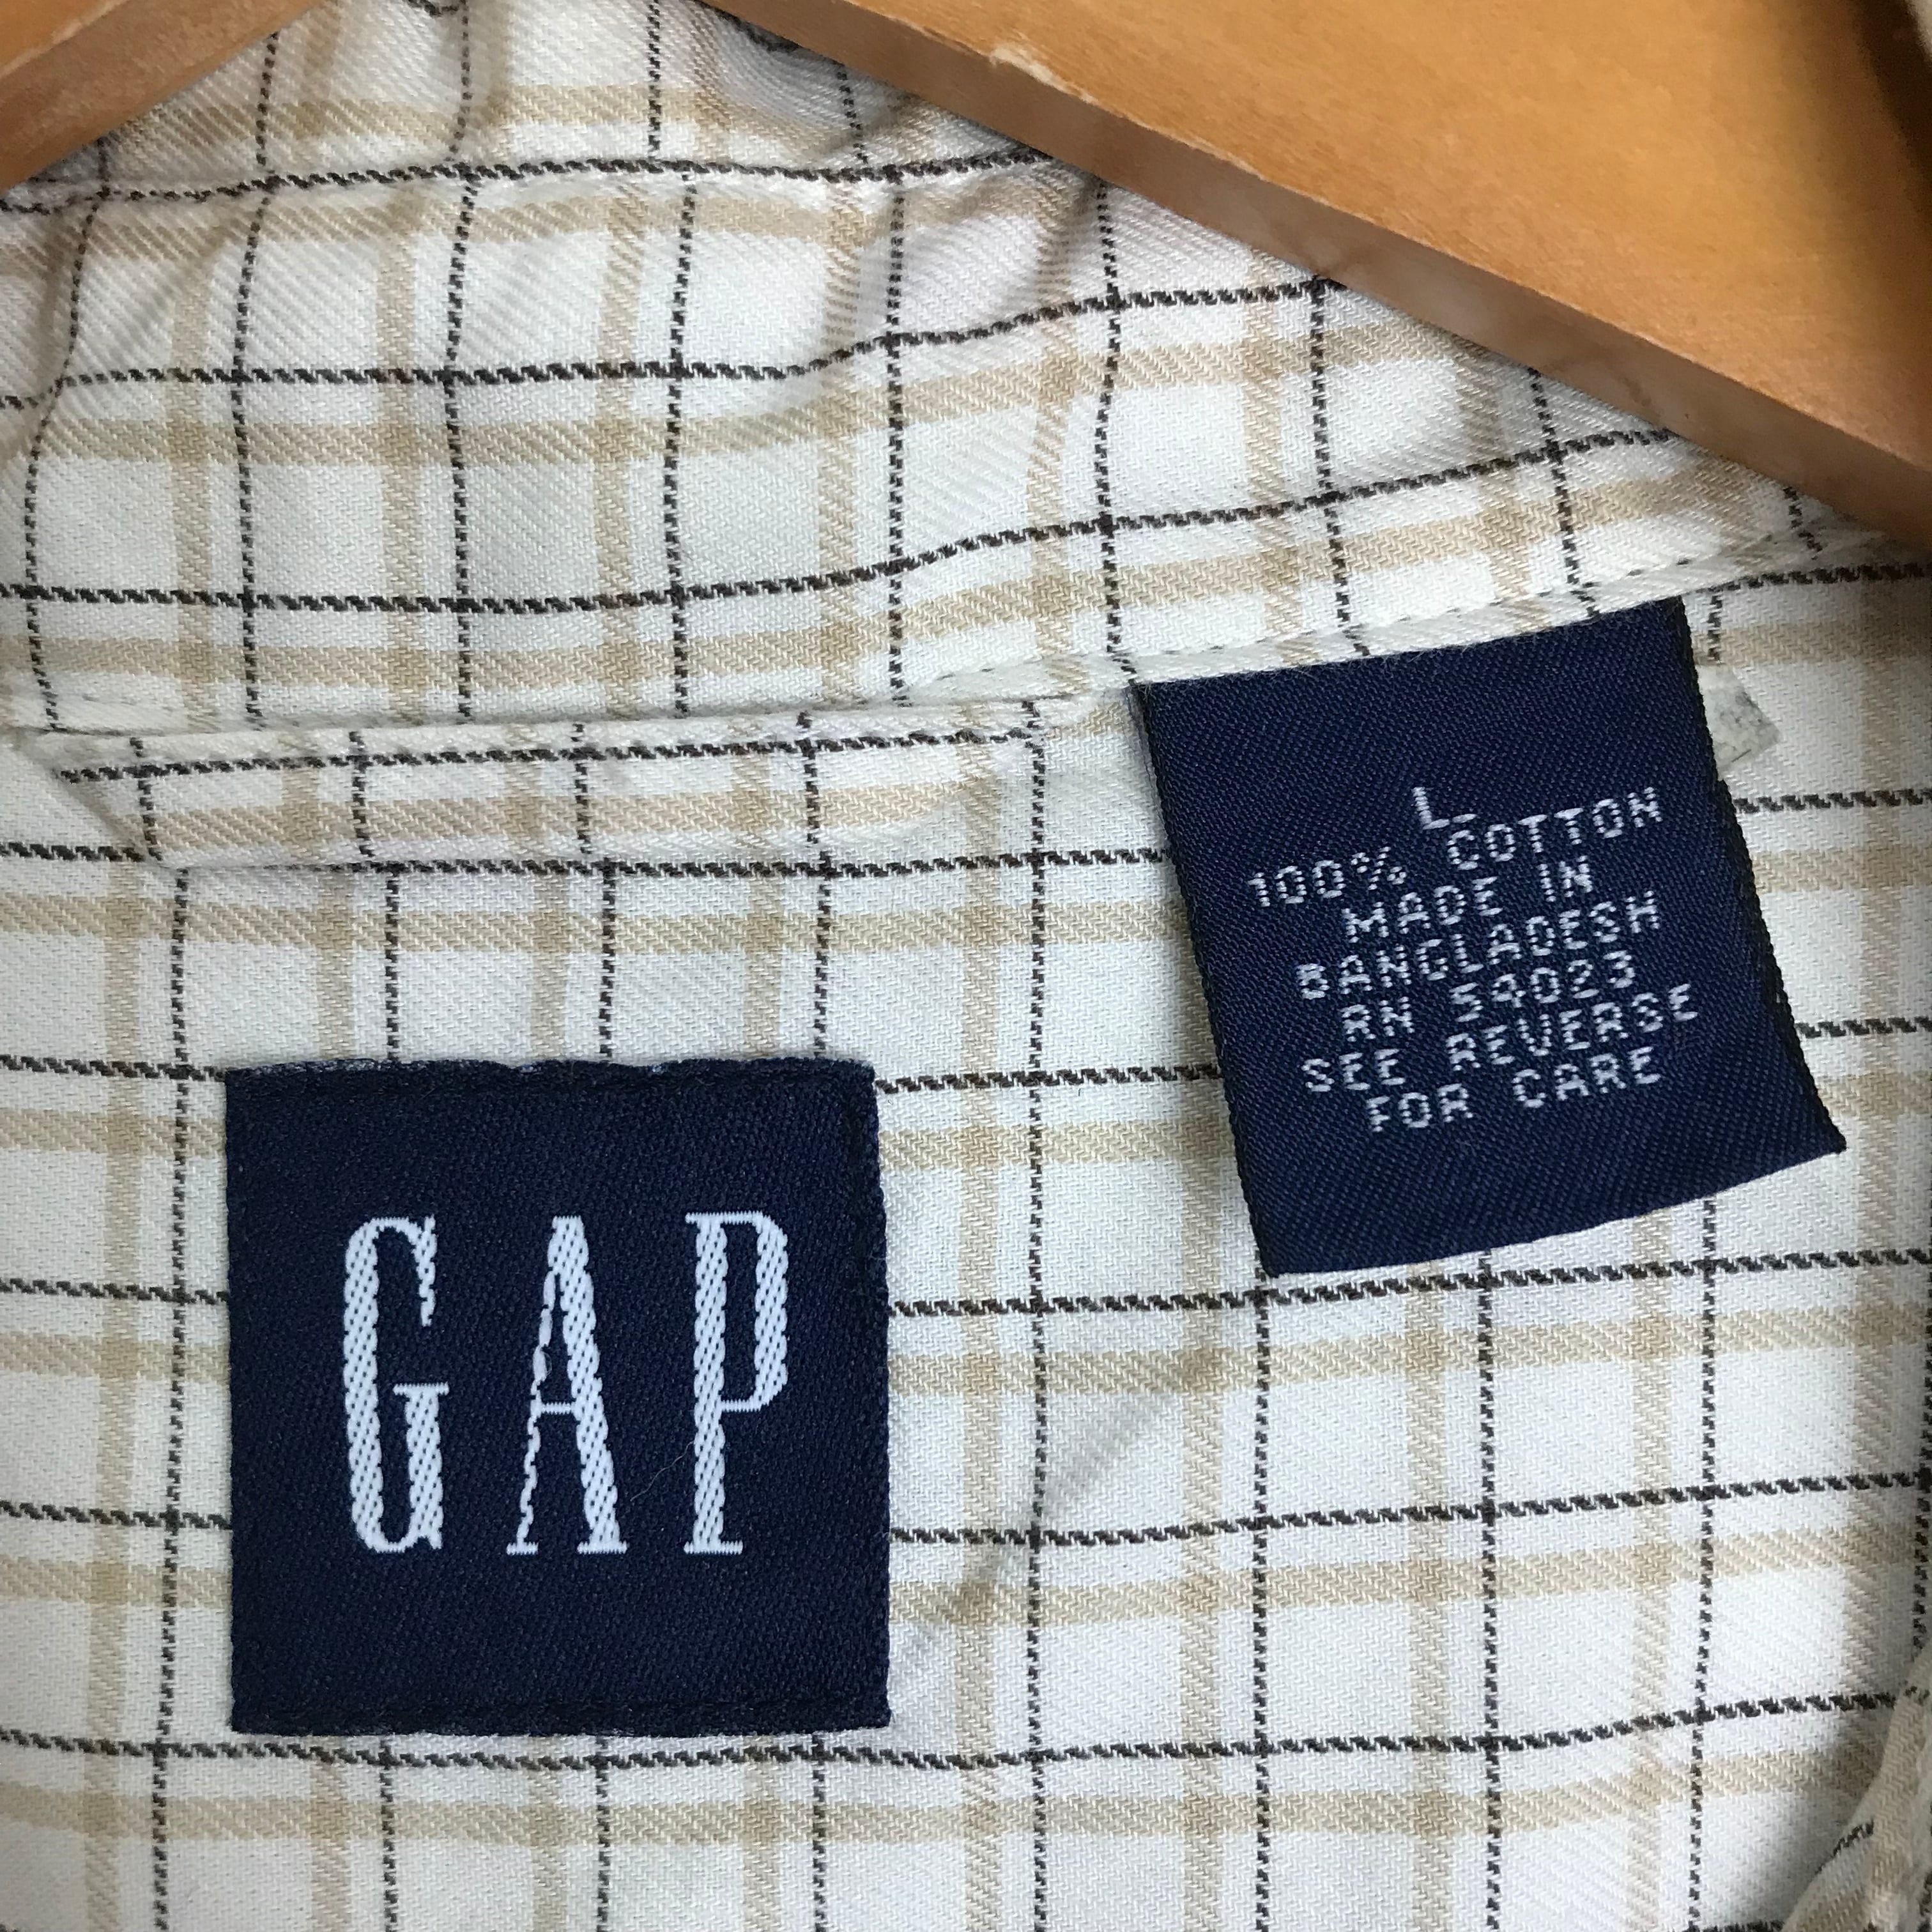 GAP
L
100% COTTON
MADE IN
BANGLADESH
RN 54023
SEE REVERSE
FOR CARE